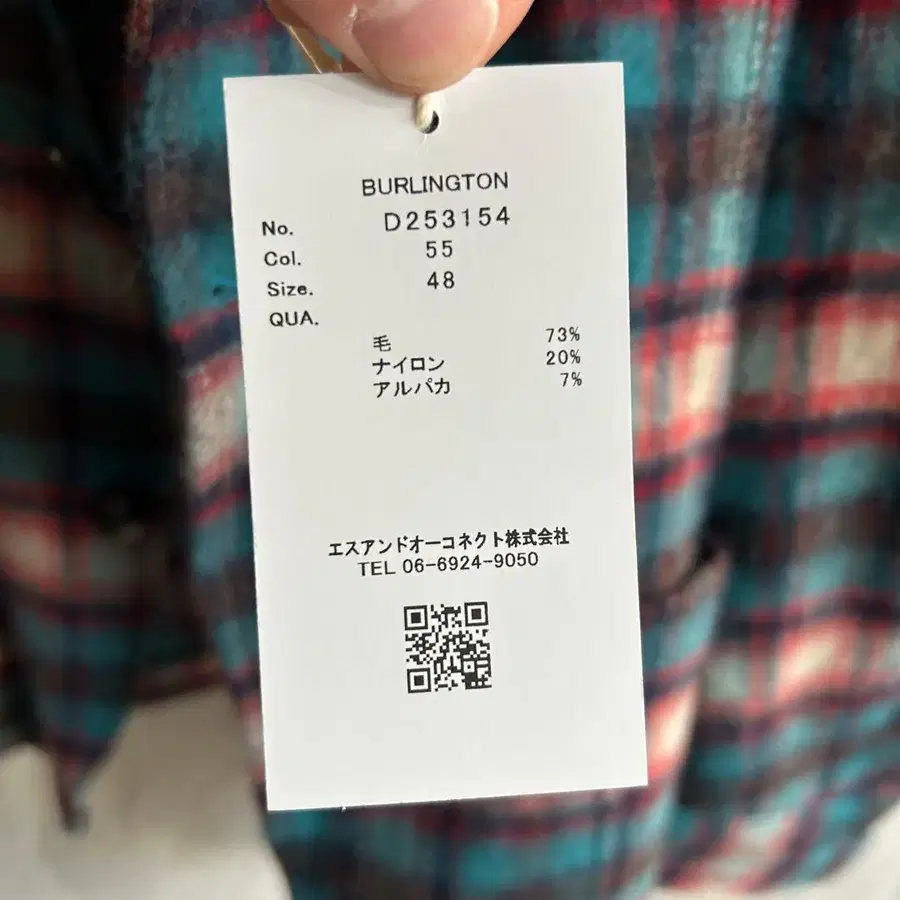 BURLINGTON
No. D253154
Col. 55
Size. 48
QUA.
毛 73%
ナイロン 20%
アルパカ 7%
エスアンドオーコネクト株式会社
TEL 06-6924-9050